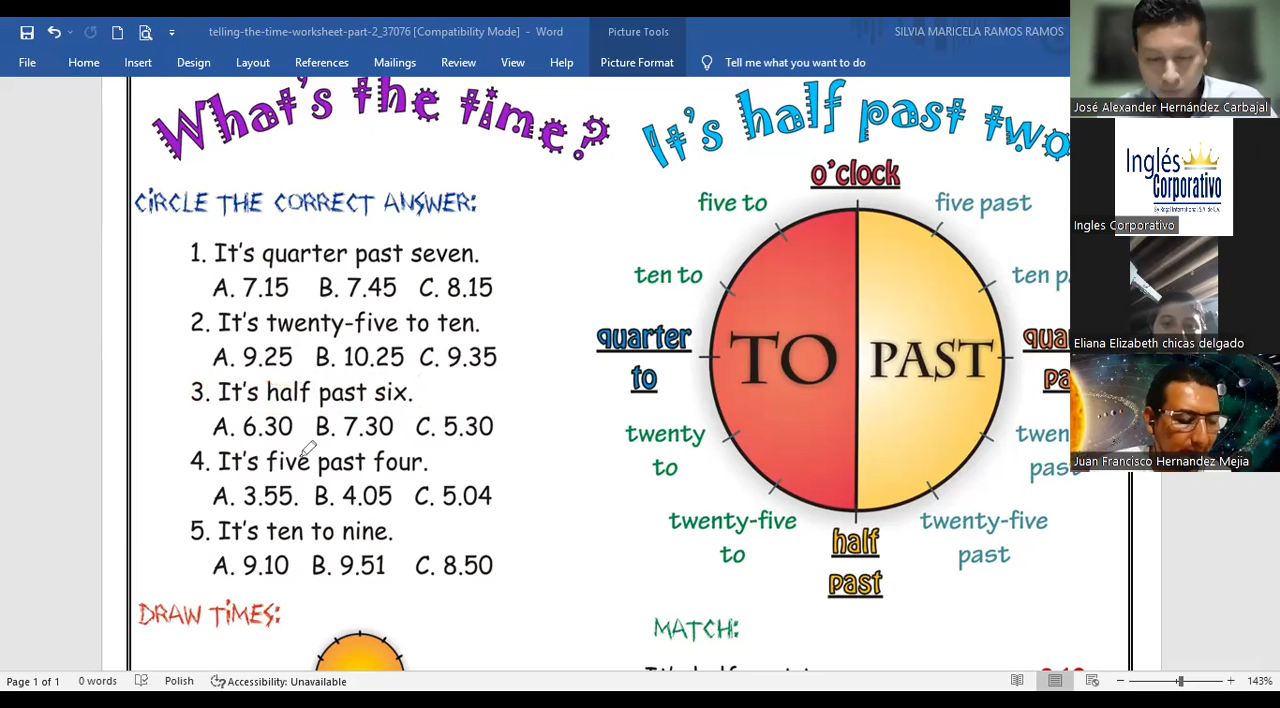 telling-the-time-worksheet-part-2_37076 [Compatibility Mode] - Word
Picture Tools
SILVIA MARICELA RAMOS RAMOS
File Home Insert Design Layout References Mailings Review View Help Picture Format Tell me what you want to do
What's the time?
It's half past two
CIRCLE THE CORRECT ANSWER:
1. It's quarter past seven.
A. 7.15 B. 7.45 C. 8.15
2. It's twenty-five to ten.
A. 9.25 B. 10.25 C. 9.35
3. It's half past six.
A. 6.30 B. 7.30 C. 5.30
4. It's five past four.
A. 3.55. B. 4.05 C. 5.04
5. It's ten to nine.
A. 9.10 B. 9.51 C. 8.50
DRAW TIMES:
o'clock
five to
five past
ten to
ten
quarter
to
TO PAST
twenty
to
past
twenty-five
to
half
past
twenty-five
past
MATCH:
José Alexander Hernández Carbajal
Inglés
Corporativo
Ingles Corporativo
Eliana Elizabeth chicas delgado
Juan Francisco Hernandez Mejia
Page 1 of 1 0 words Polish Accessibility: Unavailable 143%